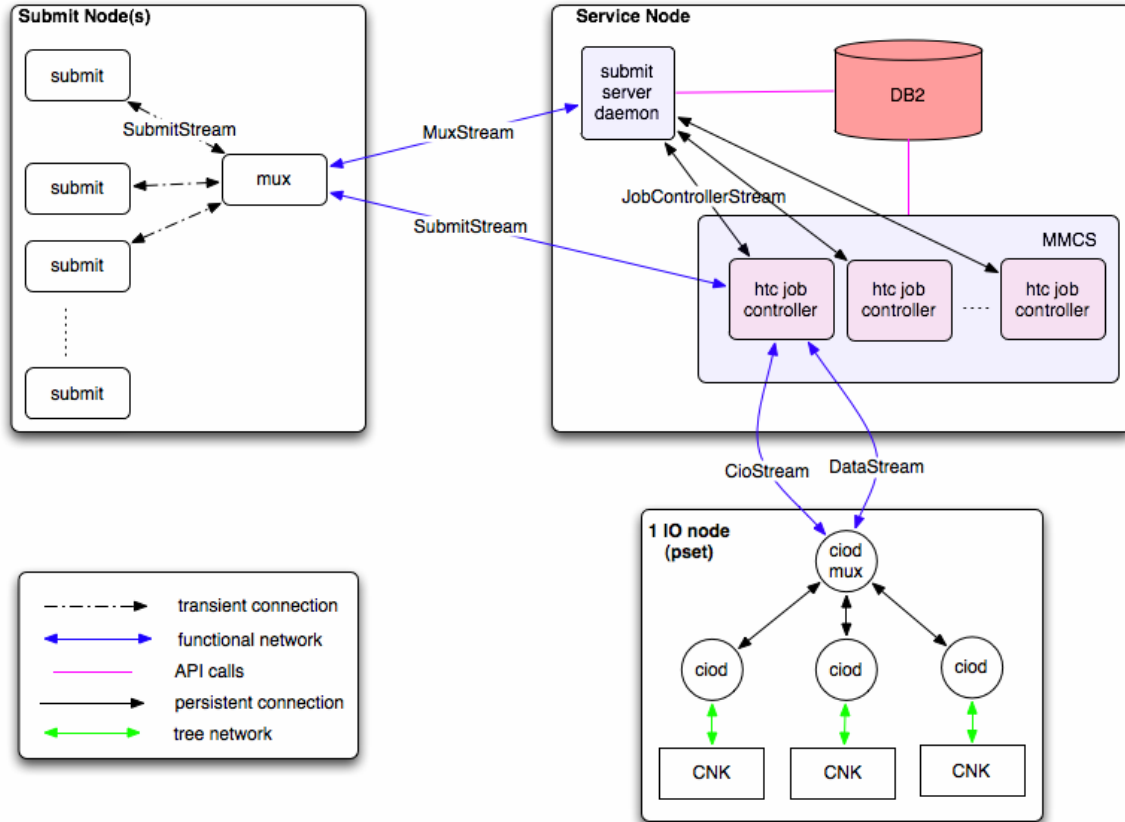 Submit Node(s)
submit
SubmitStream
submit
mux
submit
submit
MuxStream
SubmitStream
Service Node
submit
server
daemon
DB2
JobControllerStream
MMCS
htc job
controller
htc job
controller
.....
htc job
controller
CioStream
DataStream
1 IO node
(pset)
ciod
mux
ciod
ciod
ciod
CNK
CNK
CNK
transient connection
functional network
API calls
persistent connection
tree network